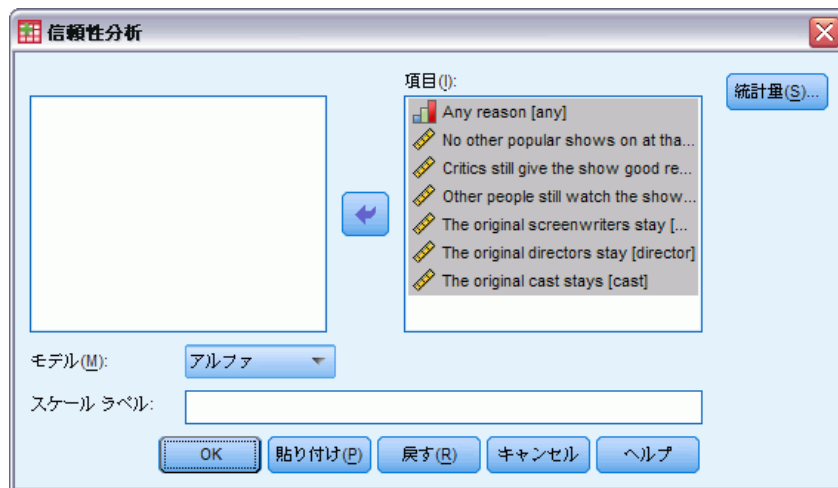 信頼性分析
項目(I):
統計量(S)...
Any reason [any]
No other popular shows on at tha...
Critics still give the show good re...
Other people still watch the show...
The original screenwriters stay [...
The original directors stay [director]
The original cast stays [cast]
モデル(M):
アルファ
スケール ラベル:
OK
貼り付け(P)
戻す(R)
キャンセル
ヘルプ